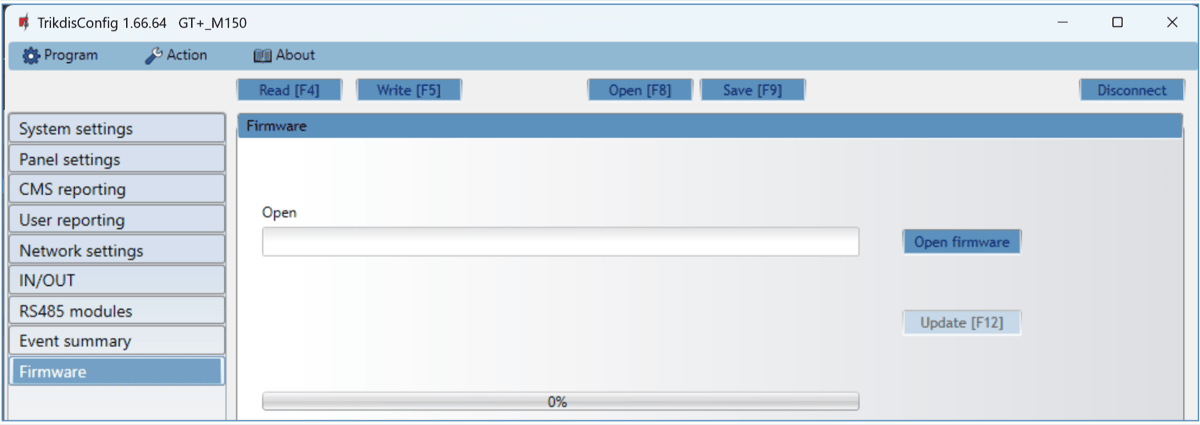 TrikdisConfig 1.66.64 GT+_M150
Program Action About
Read [F4] Write [F5] Open [F8] Save [F9] Disconnect
System settings
Panel settings
CMS reporting
User reporting
Network settings
IN/OUT
RS485 modules
Event summary
Firmware
Firmware
Open
Open firmware
Update [F12]
0%